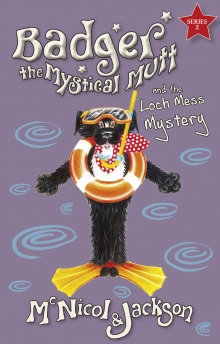 SERIES
2
Badger
the Mystical Mutt
and the
Loch Mess
Mystery
McNicol & Jackson